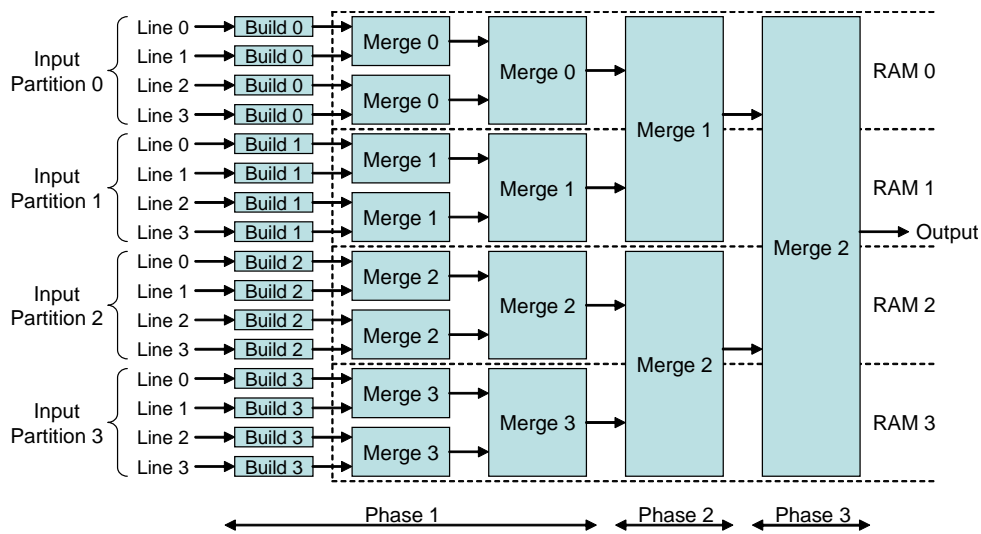 Input
Partition 0
Line 0
Line 1
Line 2
Line 3
Build 0
Build 0
Build 0
Build 0
Merge 0
Merge 0
Merge 0
Input
Partition 1
Line 0
Line 1
Line 2
Line 3
Build 1
Build 1
Build 1
Build 1
Merge 1
Merge 1
Merge 1
Input
Partition 2
Line 0
Line 1
Line 2
Line 3
Build 2
Build 2
Build 2
Build 2
Merge 2
Merge 2
Merge 2
Input
Partition 3
Line 0
Line 1
Line 2
Line 3
Build 3
Build 3
Build 3
Build 3
Merge 3
Merge 3
Merge 3
Merge 1
Merge 2
Merge 2
RAM 0
RAM 1
Output
RAM 2
RAM 3
Phase 1
Phase 2
Phase 3